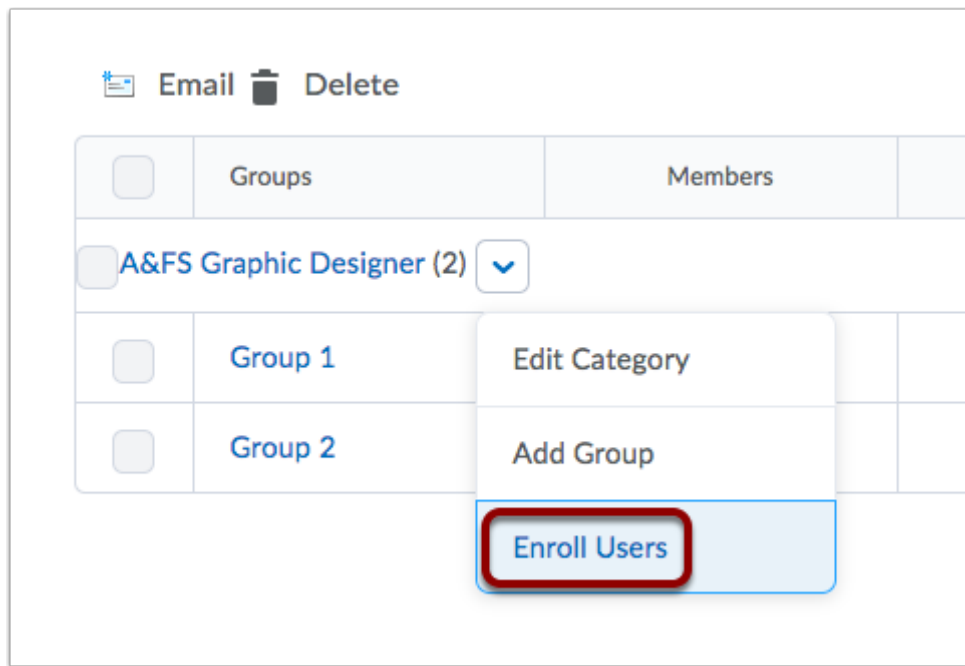 Email Delete
Groups Members
A&FS Graphic Designer (2)
Group 1
Group 2
Edit Category
Add Group
Enroll Users